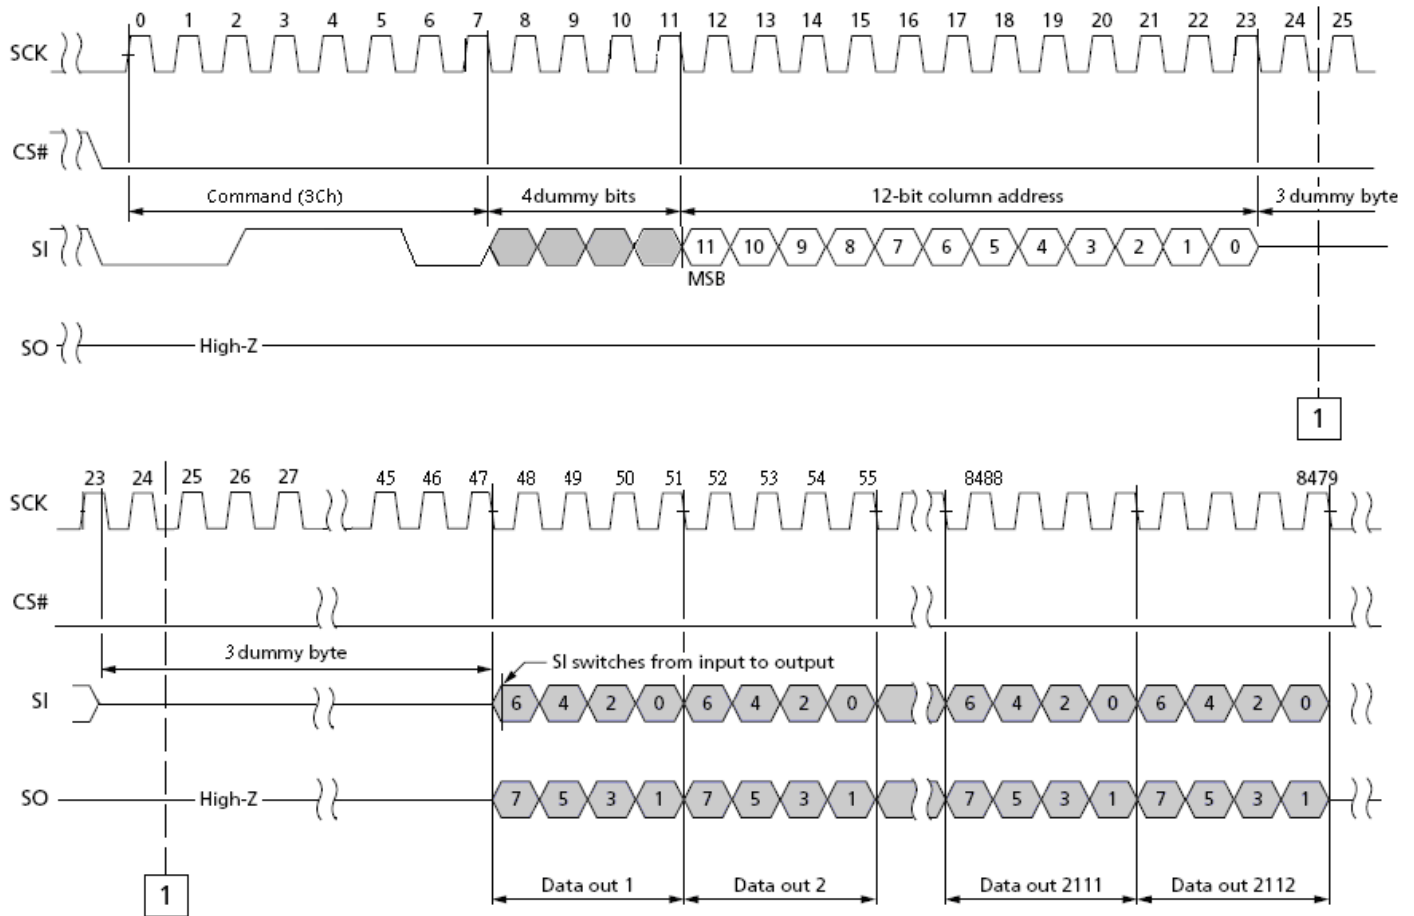 0 1 2 3 4 5 6 7 8 9 10 11 12 13 14 15 16 17 18 19 20 21 22 23 24 25
SCK
CS#
Command (3Ch) 4dummy bits 12-bit column address 3 dummy byte
SI 11 10 9 8 7 6 5 4 3 2 1 0
MSB
SO High-Z
1
23 24 25 26 27 45 46 47 48 49 50 51 52 53 54 55 8488 8479
SCK
CS#
3 dummy byte
SI switches from input to output
SI 6 4 2 0 6 4 2 0 6 4 2 0 6 4 2 0
SO High-Z 7 5 3 1 7 5 3 1 7 5 3 1 7 5 3 1
1 Data out 1 Data out 2 Data out 2111 Data out 2112